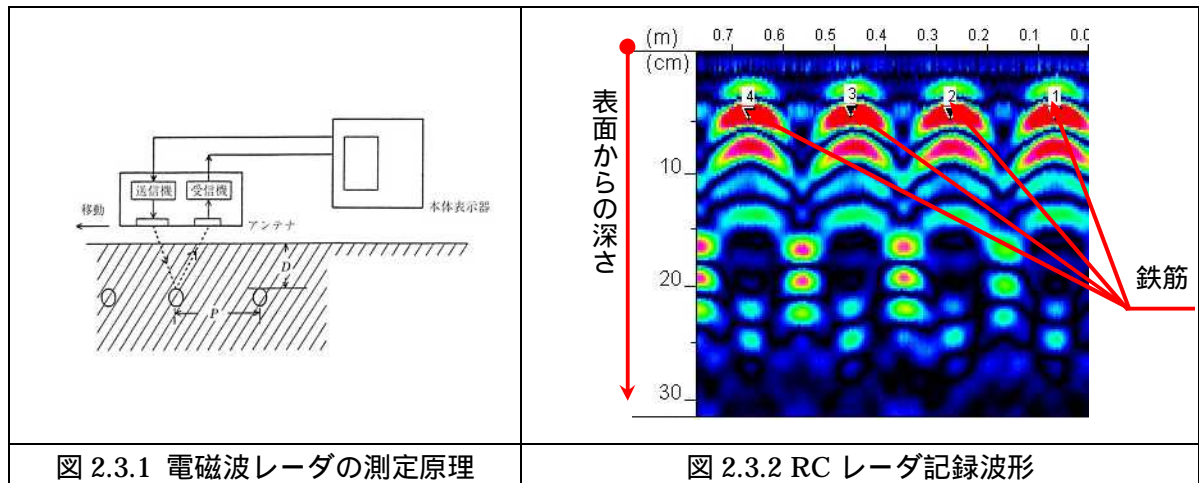 送信機
受信機
移動
アンテナ
本体表示器
D
P
図 2.3.1 電磁波レーダの測定原理
(m) 0.7 0.6 0.5 0.4 0.3 0.2 0.1 0.0
(cm)
表面からの深さ
4 3 2 1
10
20
30
鉄筋
図 2.3.2 RC レーダ記録波形